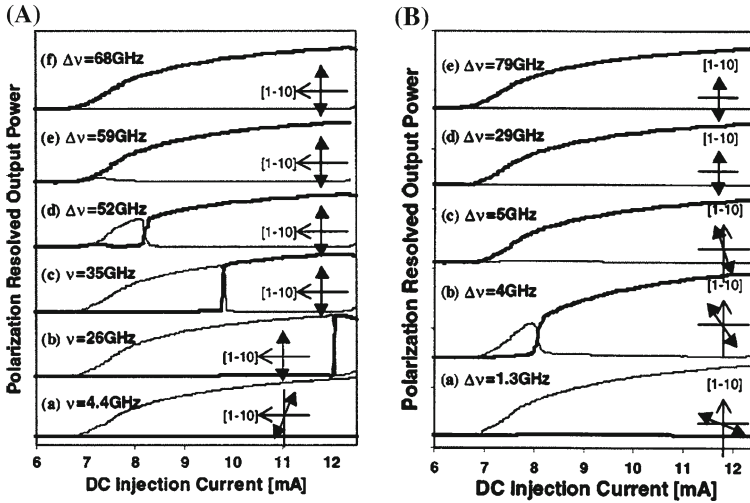 (A)
Polarization Resolved Output Power
(f) Δν=68GHz
[1-10]
(e) Δν=59GHz
[1-10]
(d) Δν=52GHz
[1-10]
(c) ν=35GHz
[1-10]
(b) ν=26GHz
[1-10]
(a) ν=4.4GHz
[1-10]
6 7 8 9 10 11 12
DC Injection Current [mA]
(B)
Polarization Resolved Output Power
(e) Δν=79GHz
[1-10]
(d) Δν=29GHz
[1-10]
(c) Δν=5GHz
[1-10]
(b) Δν=4GHz
[1-10]
(a) Δν=1.3GHz
[1-10]
6 7 8 9 10 11 12
DC Injection Current [mA]